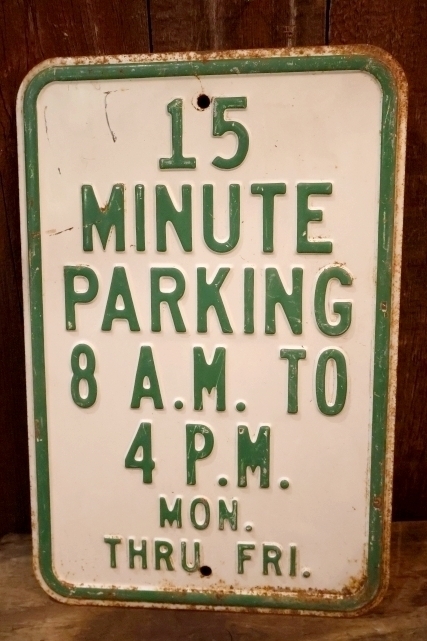 15
MINUTE
PARKING
8 A.M. TO
4 P.M.
MON.
THRU FRI.